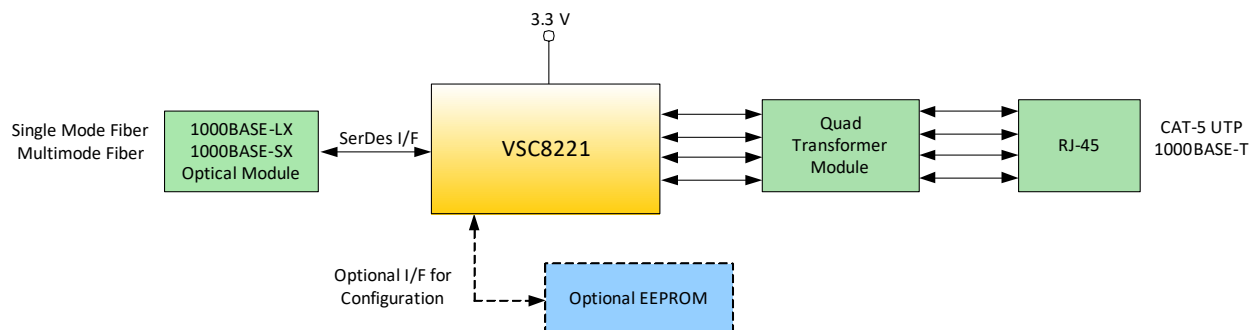 3.3 V
Single Mode Fiber
Multimode Fiber
1000BASE-LX
1000BASE-SX
Optical Module
SerDes I/F
VSC8221
Quad
Transformer
Module
RJ-45
CAT-5 UTP
1000BASE-T
Optional I/F for
Configuration
Optional EEPROM